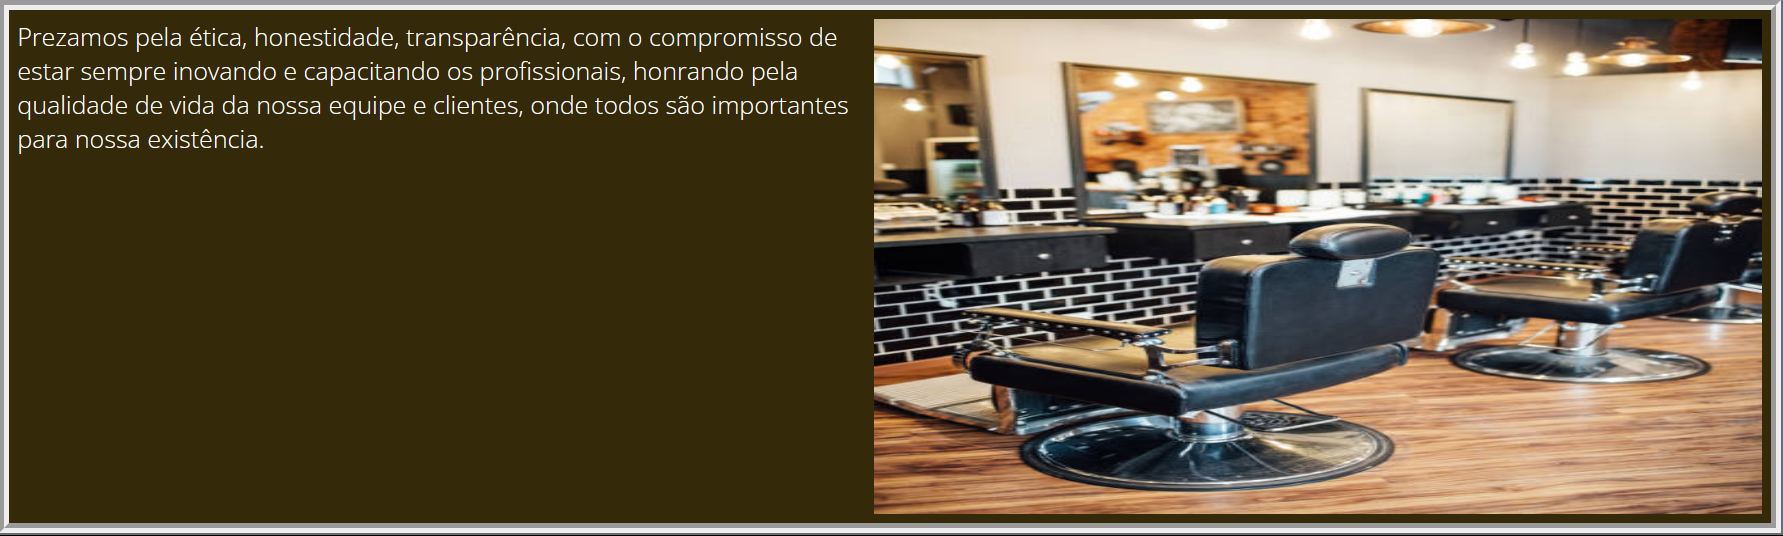 Prezamos pela ética, honestidade, transparência, com o compromisso de
estar sempre inovando e capacitando os profissionais, honrando pela
qualidade de vida da nossa equipe e clientes, onde todos são importantes
para nossa existência.